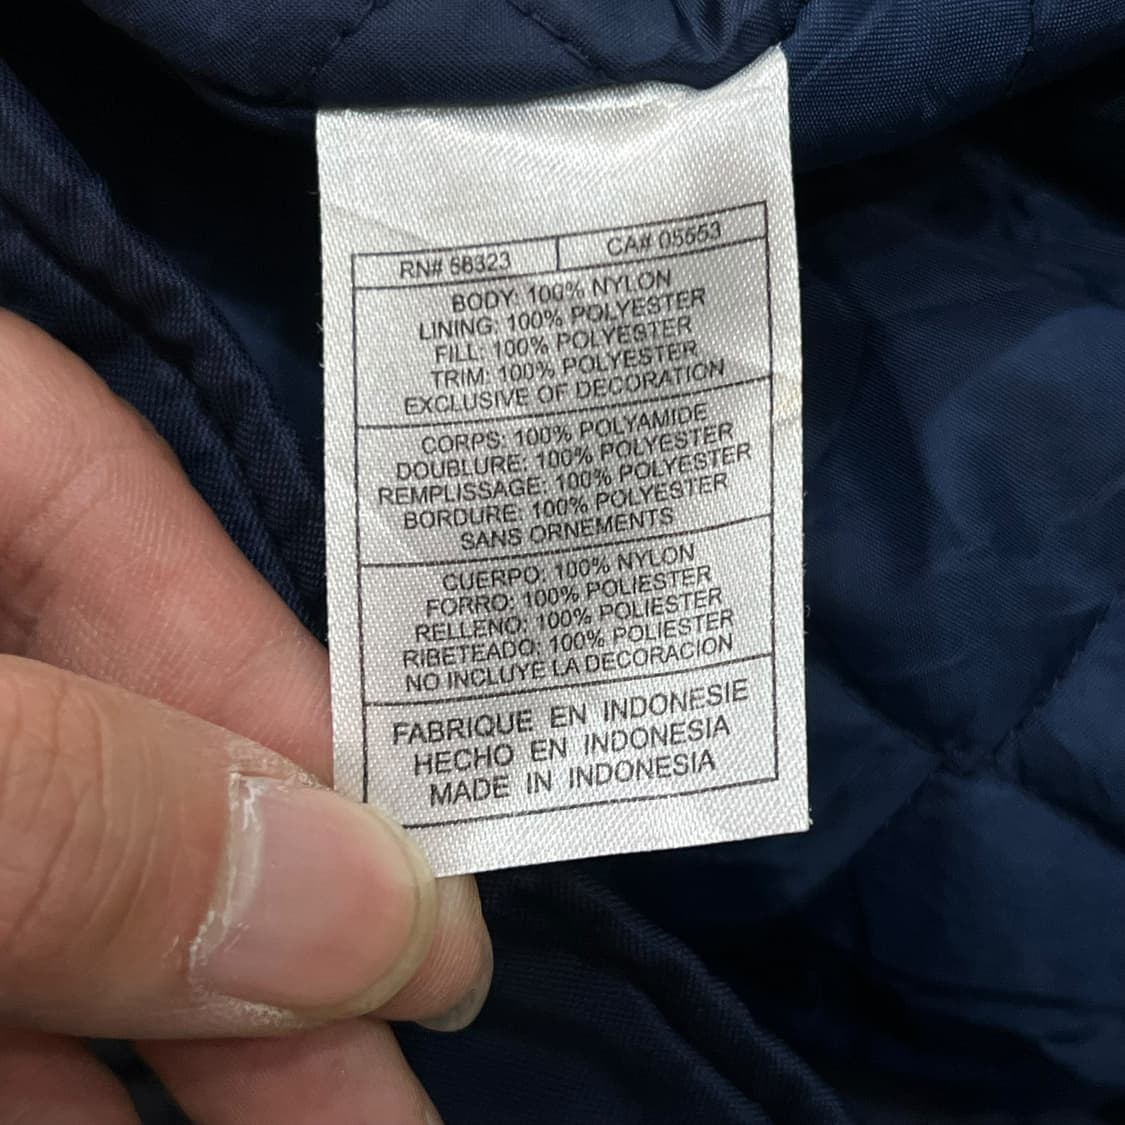 RN# 56323 CA# 05553
BODY: 100% NYLON
LINING: 100% POLYESTER
FILL: 100% POLYESTER
TRIM: 100% POLYESTER
EXCLUSIVE OF DECORATION
CORPS: 100% POLYAMIDE
DOUBLURE: 100% POLYESTER
REMPLISSAGE: 100% POLYESTER
BORDURE: 100% POLYESTER
SANS ORNEMENTS
CUERPO: 100% NYLON
FORRO: 100% POLIESTER
RELLENO: 100% POLIESTER
RIBETEADO: 100% POLIESTER
NO INCLUYE LA DECORACION
FABRIQUE EN INDONESIE
HECHO EN INDONESIA
MADE IN INDONESIA